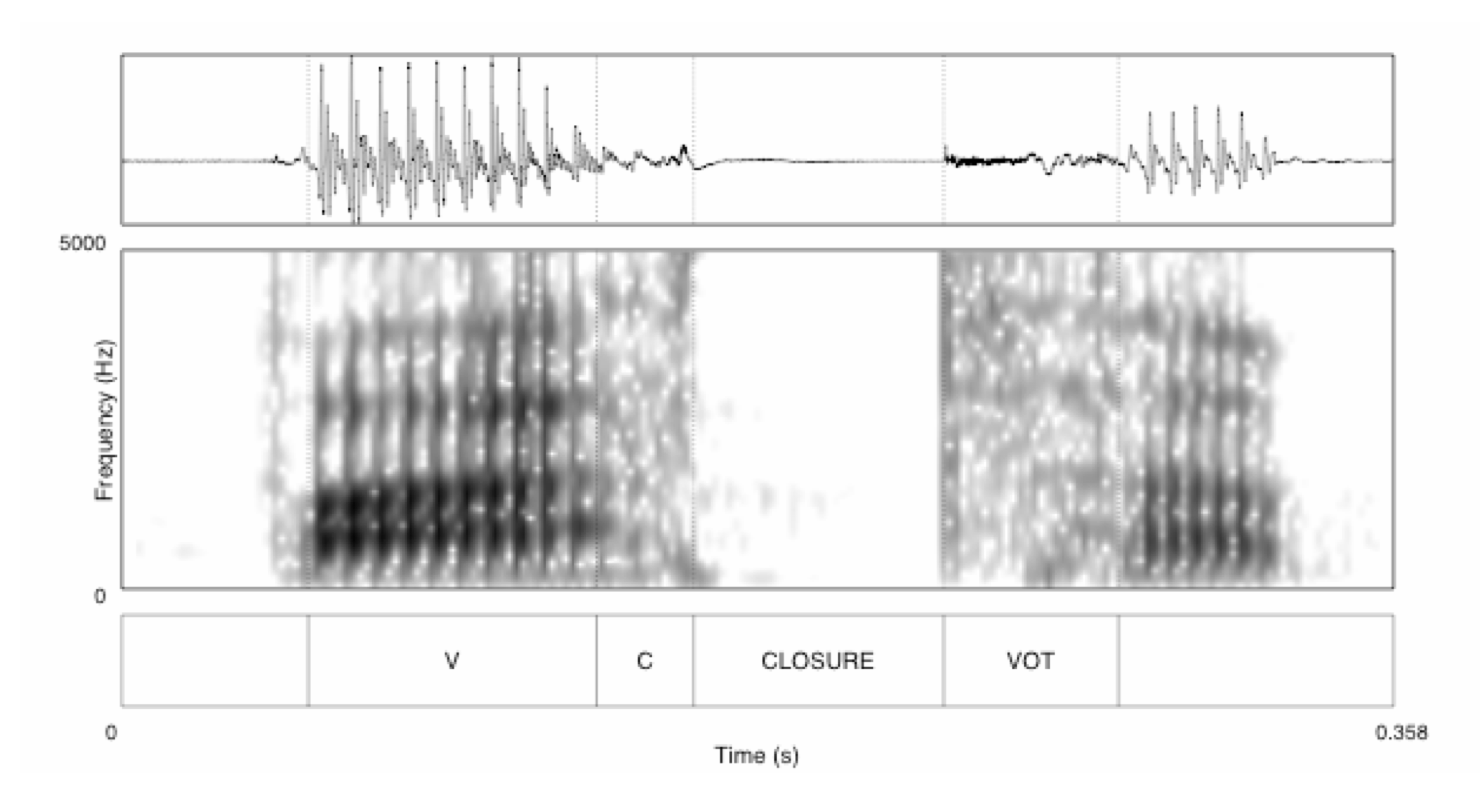 5000
Frequency (Hz)
0
V C CLOSURE VOT
0 0.358
Time (s)